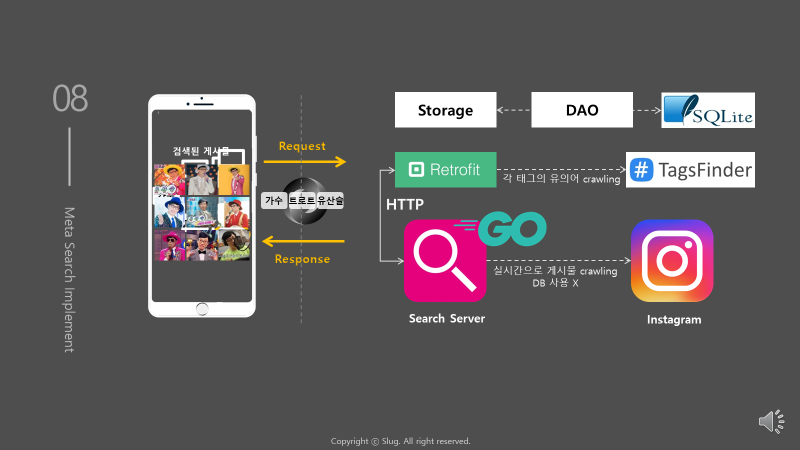 08
Meta Search Implement
검색된 게시물
Request
가수 트로트 유산슬
Response
Storage
DAO
SQLite
Retrofit
각 태그의 유의어 crawling
# TagsFinder
HTTP
GO
실시간으로 게시물 crawling
DB 사용 X
Search Server
Instagram
Copyright ⓒ Slug. All right reserved.